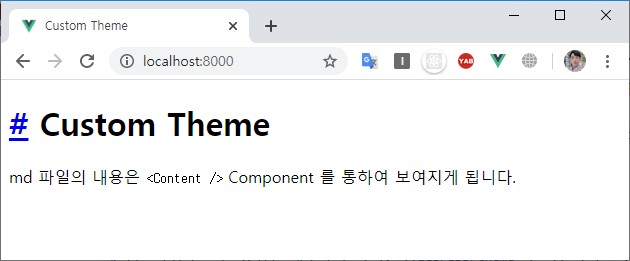 Custom Theme
localhost:8000
YAB
# Custom Theme
md 파일의 내용은 <Content /> Component 를 통하여 보여지게 됩니다.